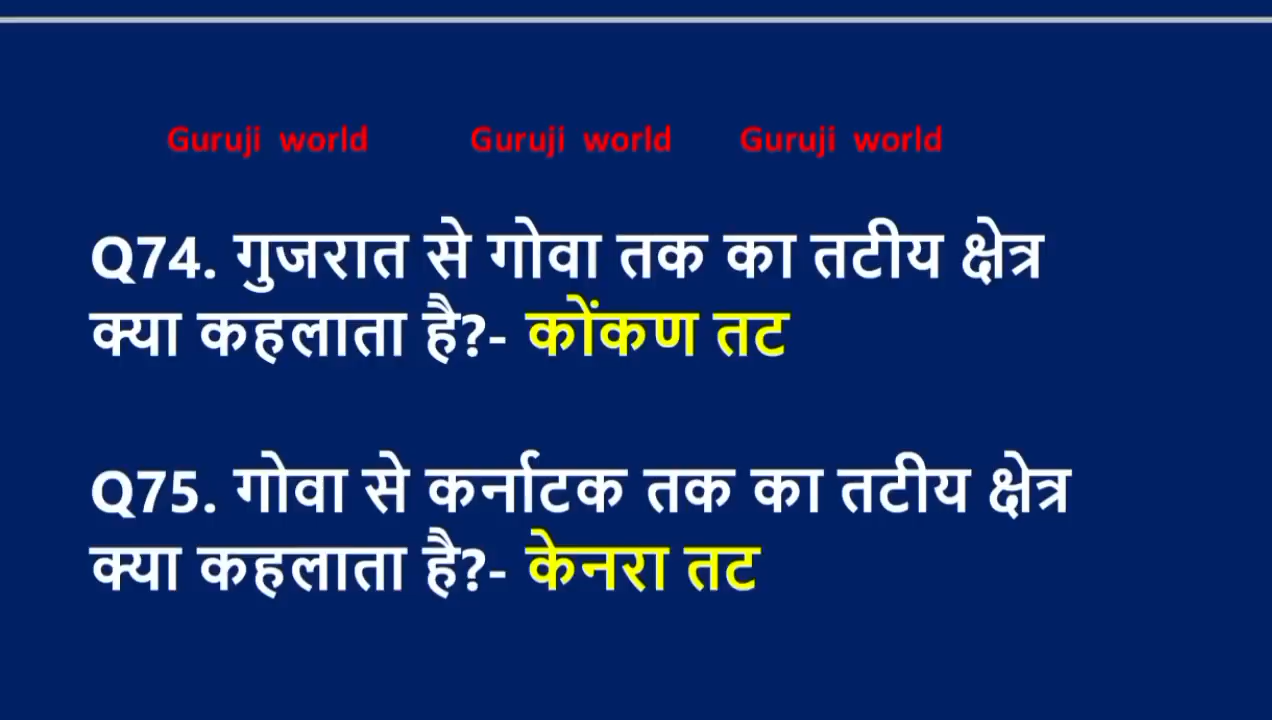 Guruji world Guruji world Guruji world
Q74. गुजरात से गोवा तक का तटीय क्षेत्र
क्या कहलाता है?- कोंकण तट
Q75. गोवा से कर्नाटक तक का तटीय क्षेत्र
क्या कहलाता है?- केनरा तट